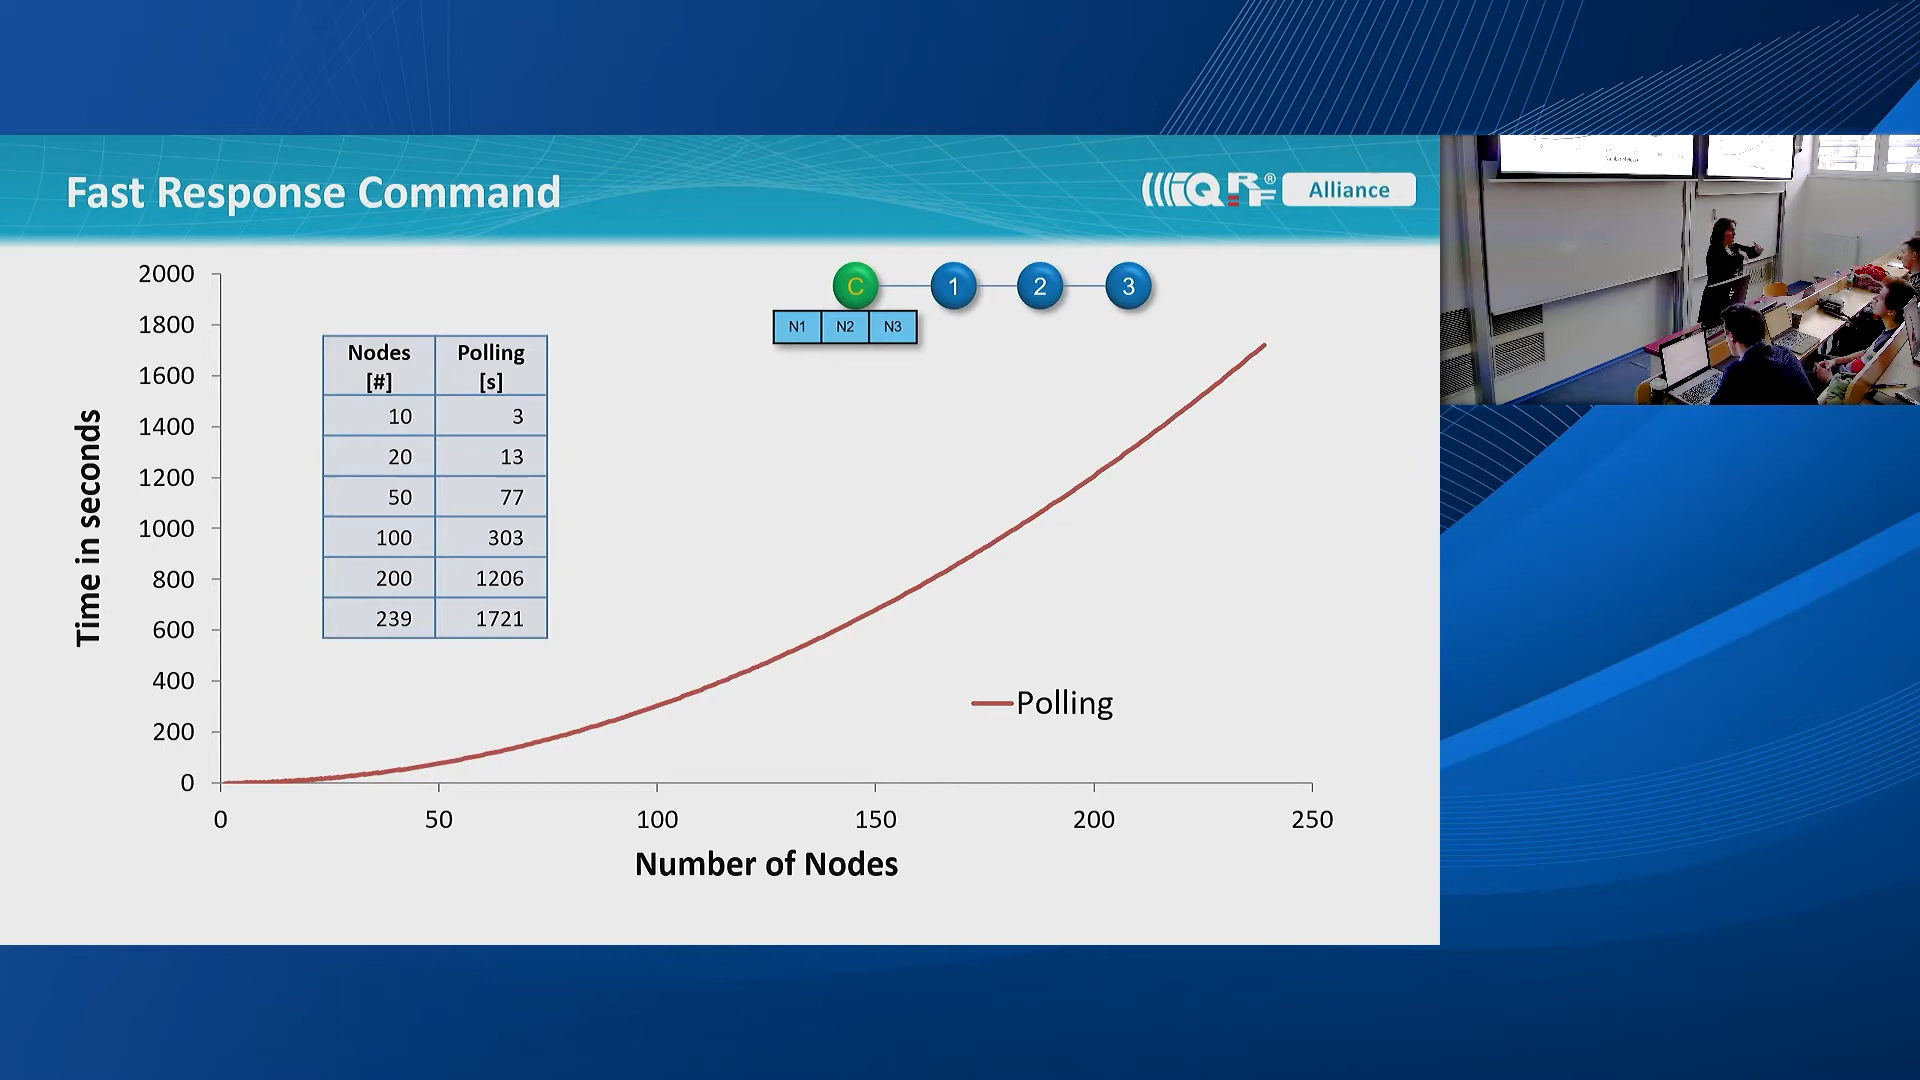 Fast Response Command
IQRF® Alliance
C 1 2 3
N1 N2 N3
Nodes [#] Polling [s]
10 3
20 13
50 77
100 303
200 1206
239 1721
Time in seconds
2000
1800
1600
1400
1200
1000
800
600
400
200
0
Polling
0 50 100 150 200 250
Number of Nodes